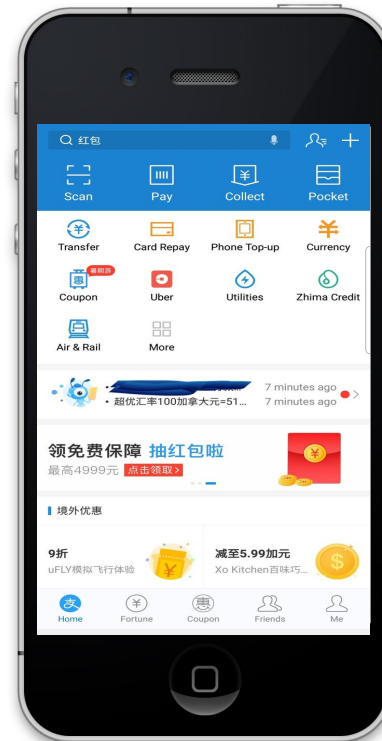 红包
Scan Pay Collect Pocket
Transfer Card Repay Phone Top-up Currency
暑期游
惠
Coupon Uber Utilities Zhima Credit
Air & Rail More
7 minutes ago
• 超优汇率100加拿大元=51... 7 minutes ago
领免费保障 抽红包啦
最高4999元 点击领取>
境外优惠
9折 减至5.99加元
uFLY模拟飞行体验 Xo Kitchen百味巧...
支 惠
Home Fortune Coupon Friends Me